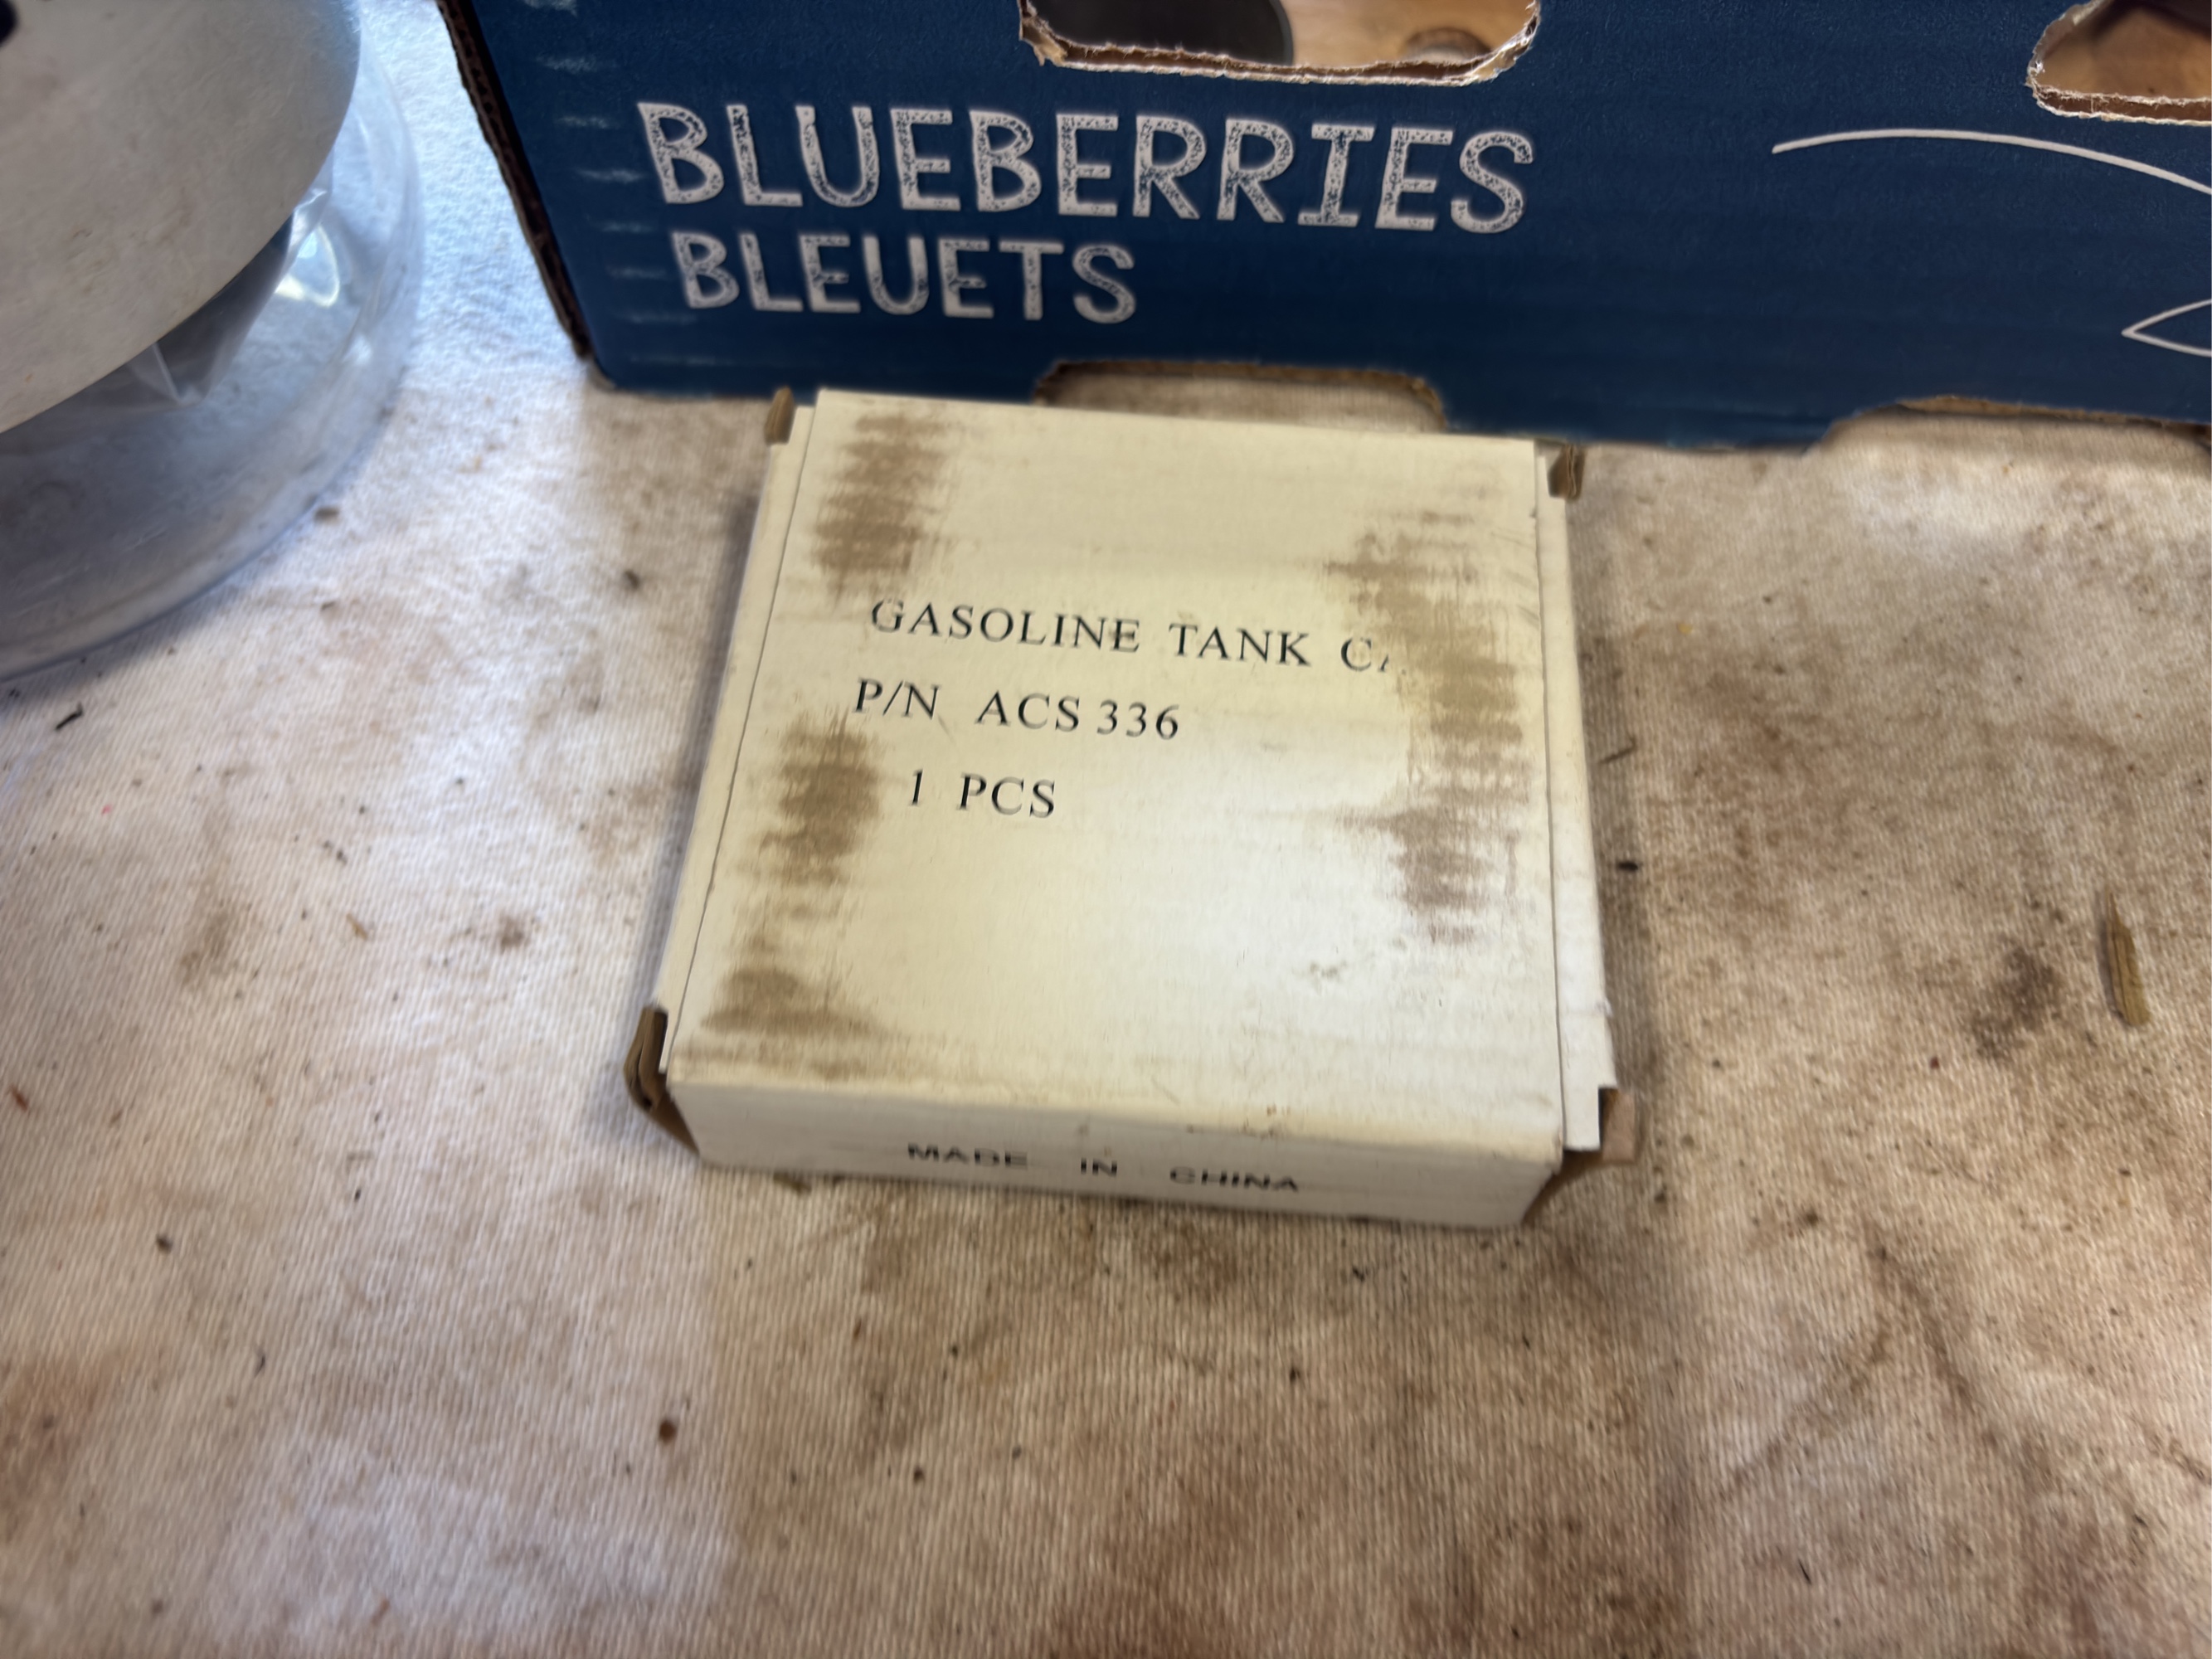 BLUEBERRIES
BLEUETS
GASOLINE TANK
P/N ACS 336
1 PCS
MADE IN CHINA